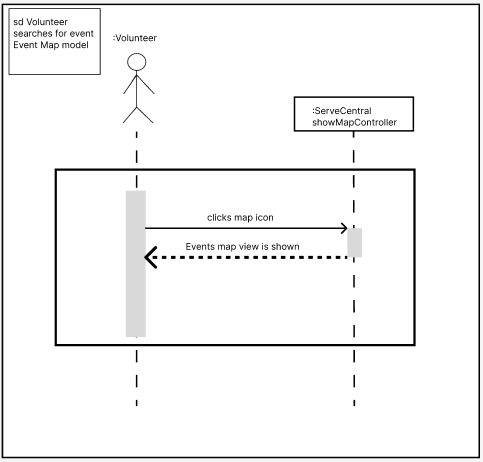 sd Volunteer
searches for event
Event Map model
:Volunteer
:ServeCentral
showMapController
clicks map icon
Events map view is shown